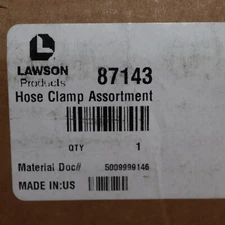 LAWSON
Products
87143
Hose Clamp Assortment
QTY 1
Material Doc# 5009999146
MADE IN:US